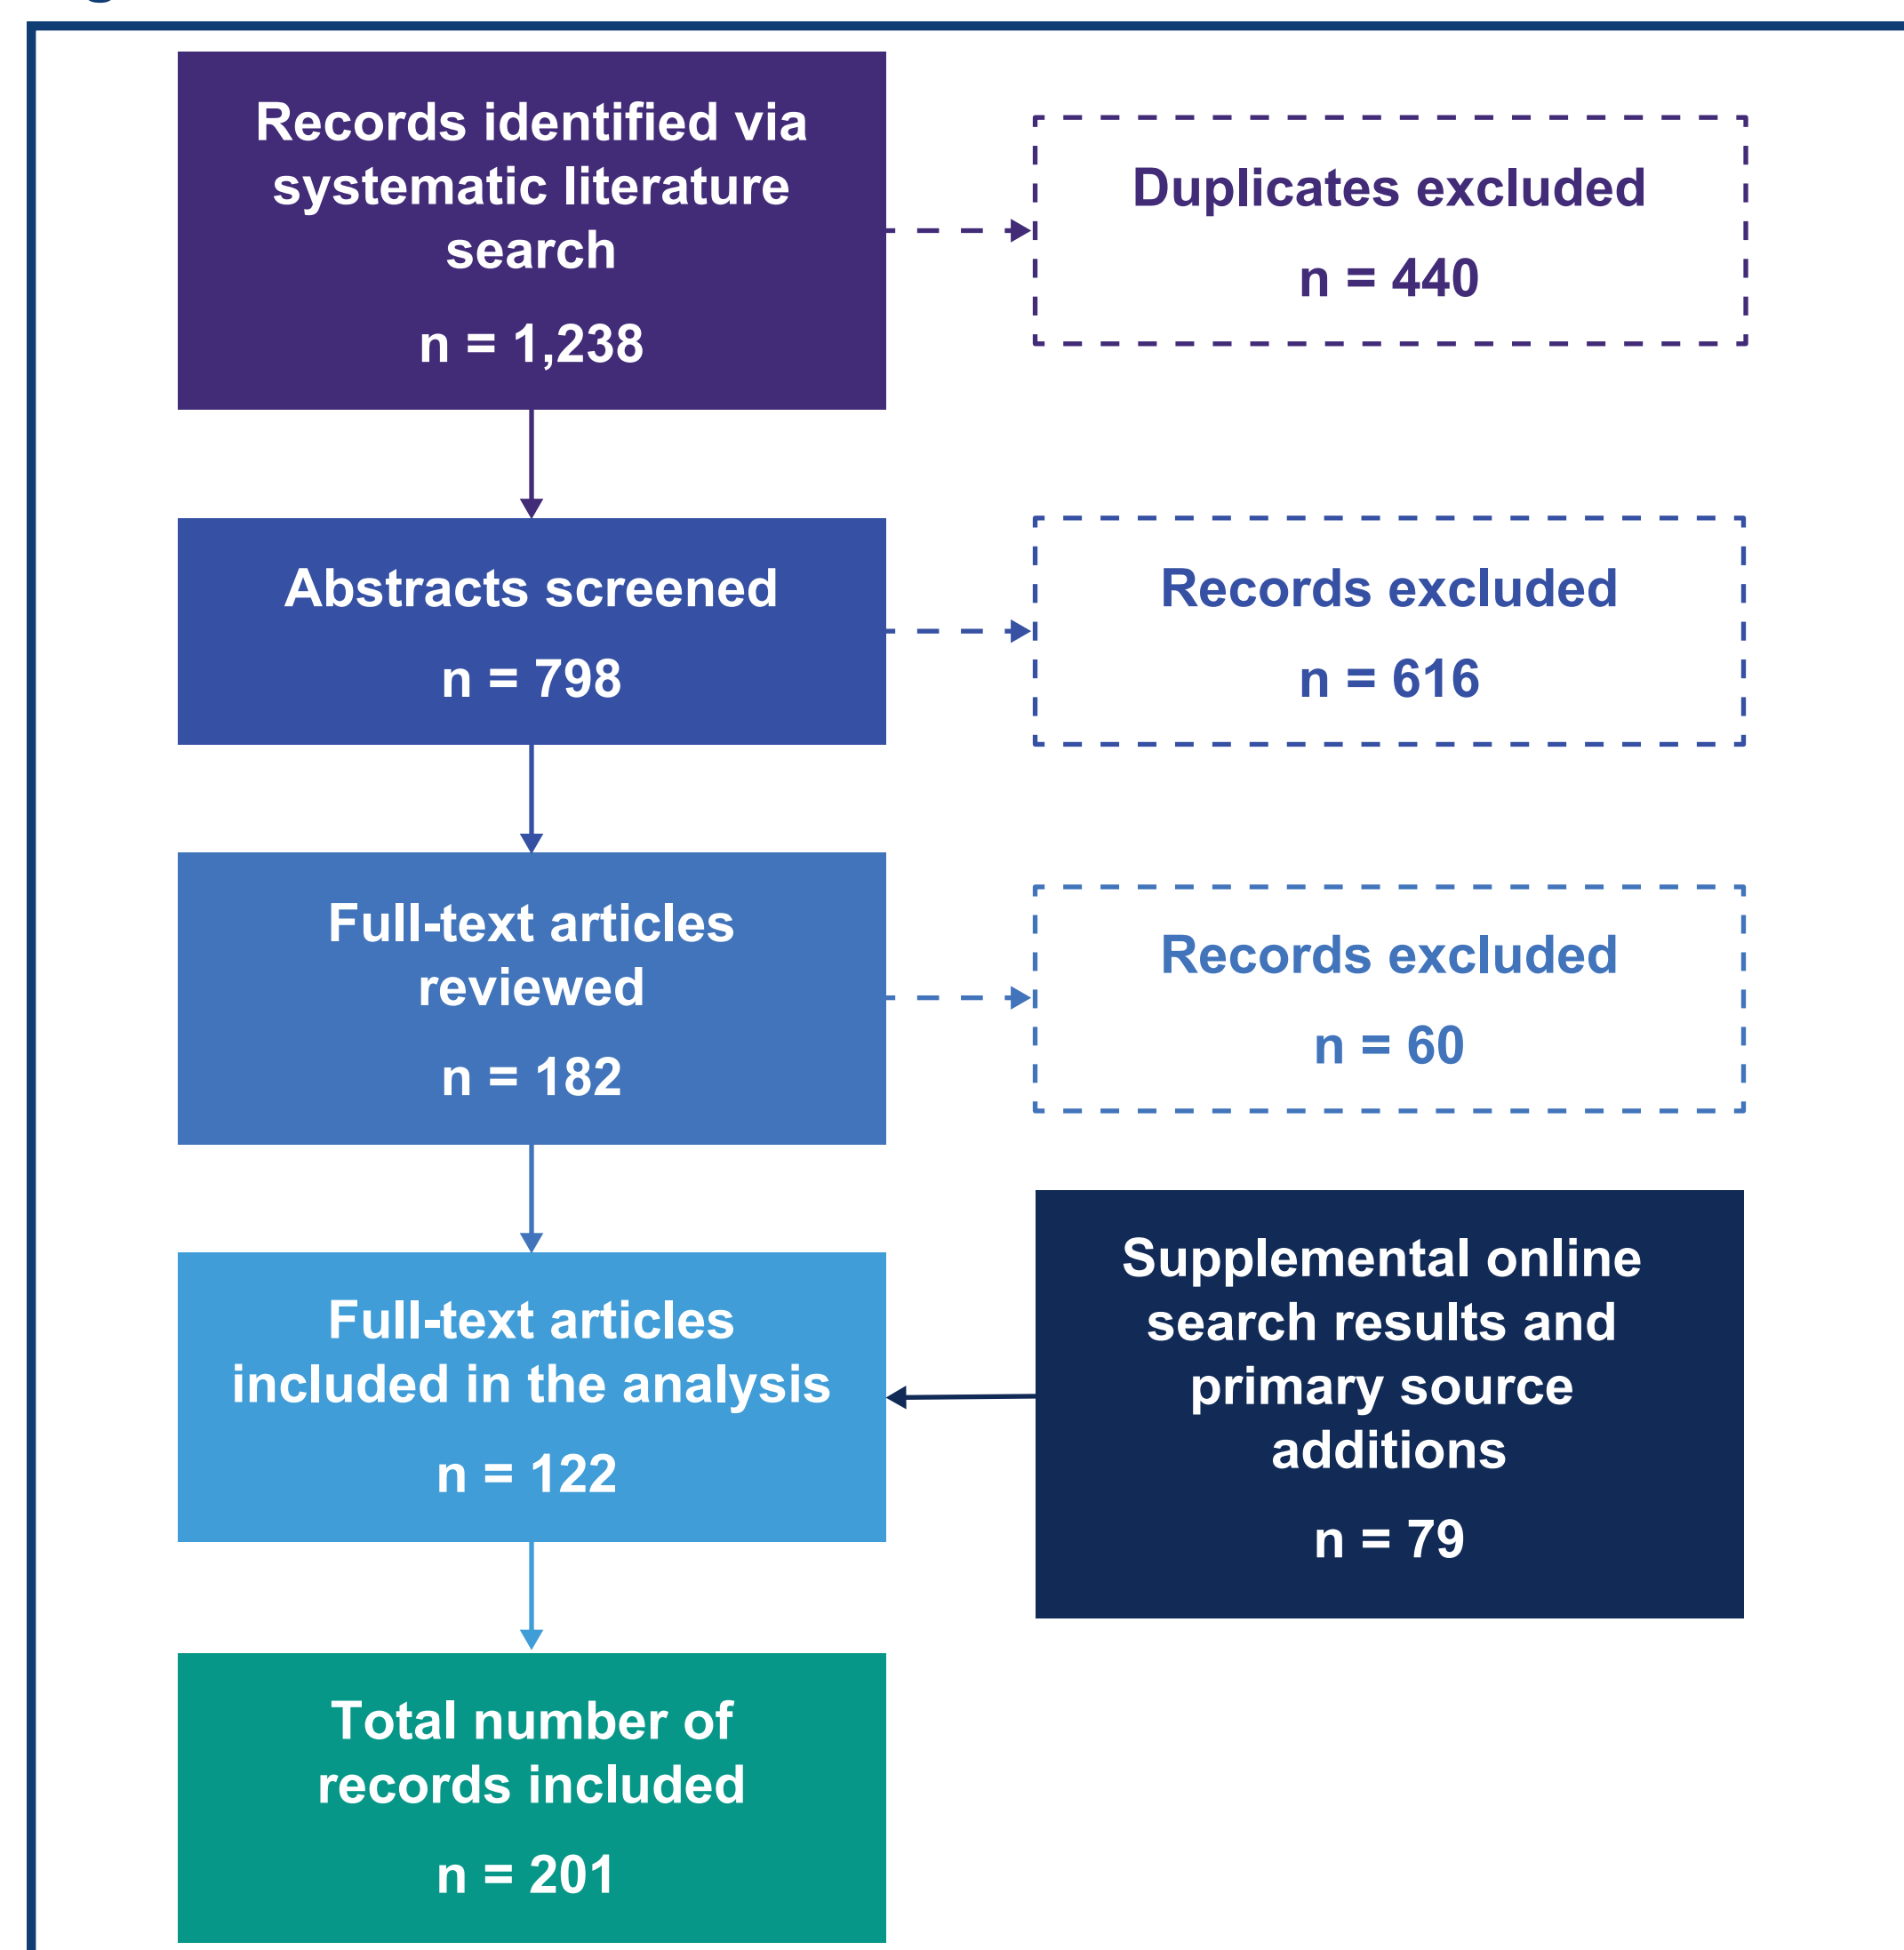 Records identified via
systematic literature
search
n = 1,238
Duplicates excluded
n = 440
Abstracts screened
n = 798
Records excluded
n = 616
Full-text articles
reviewed
n = 182
Records excluded
n = 60
Full-text articles
included in the analysis
n = 122
Supplemental online
search results and
primary source
additions
n = 79
Total number of
records included
n = 201